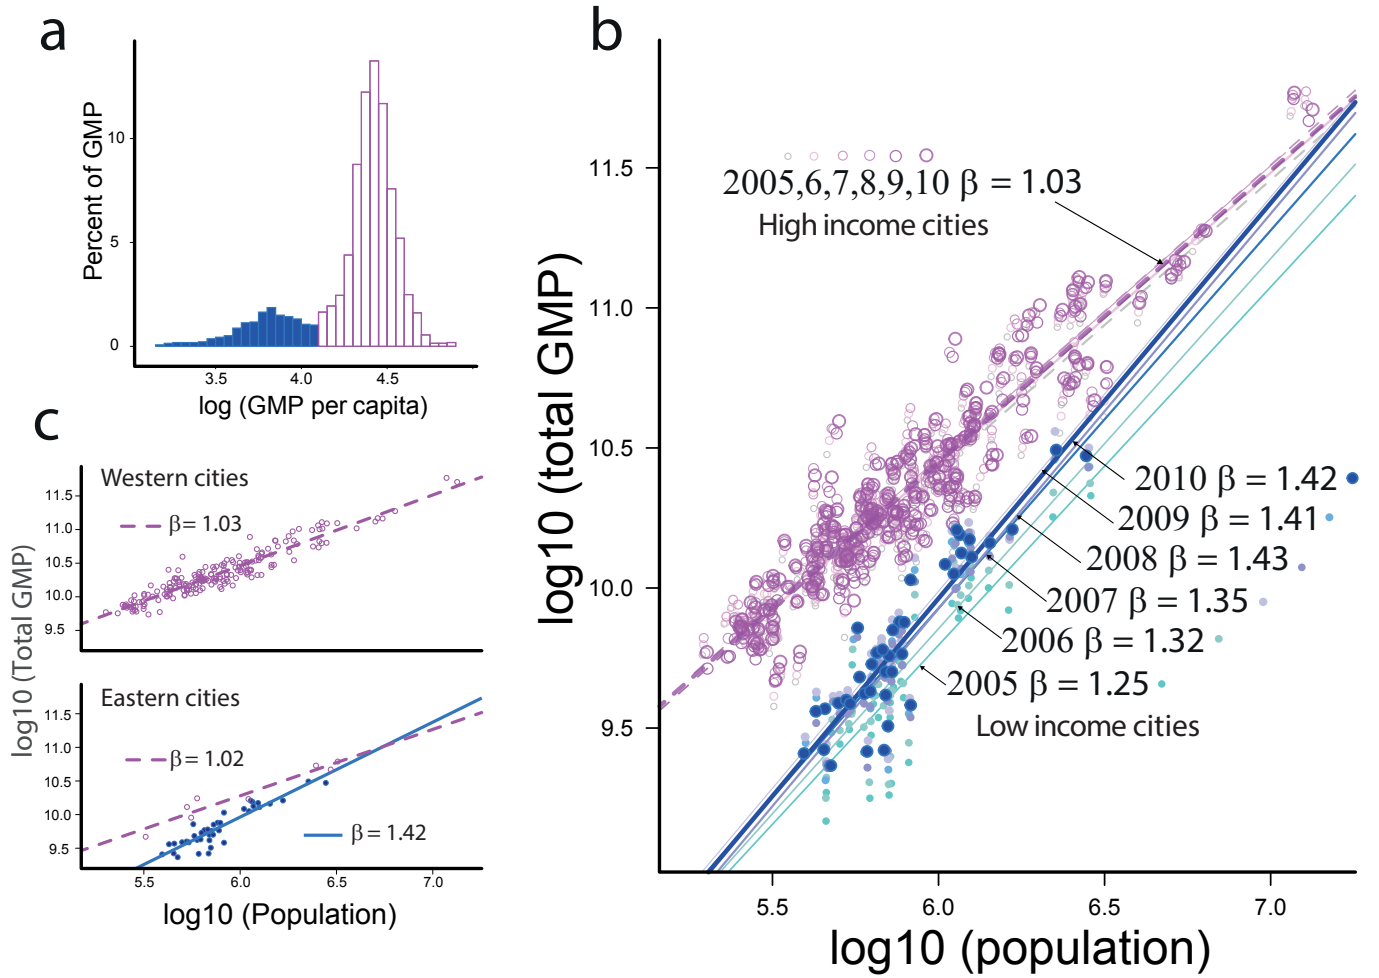 a
Percent of GMP
10
5
0
3.5
4.0
4.5
log (GMP per capita)
b
log10 (total GMP)
11.5
11.0
10.5
10.0
9.5
2005,6,7,8,9,10 β = 1.03
High income cities
2010 β = 1.42
2009 β = 1.41
2008 β = 1.43
2007 β = 1.35
2006 β = 1.32
2005 β = 1.25
Low income cities
5.5
6.0
6.5
7.0
log10 (population)
c
log10 (Total GMP)
Western cities
β = 1.03
11.5
11.0
10.5
10.0
9.5
Eastern cities
β = 1.02
β = 1.42
11.5
11.0
10.5
10.0
9.5
5.5
6.0
6.5
7.0
log10 (Population)